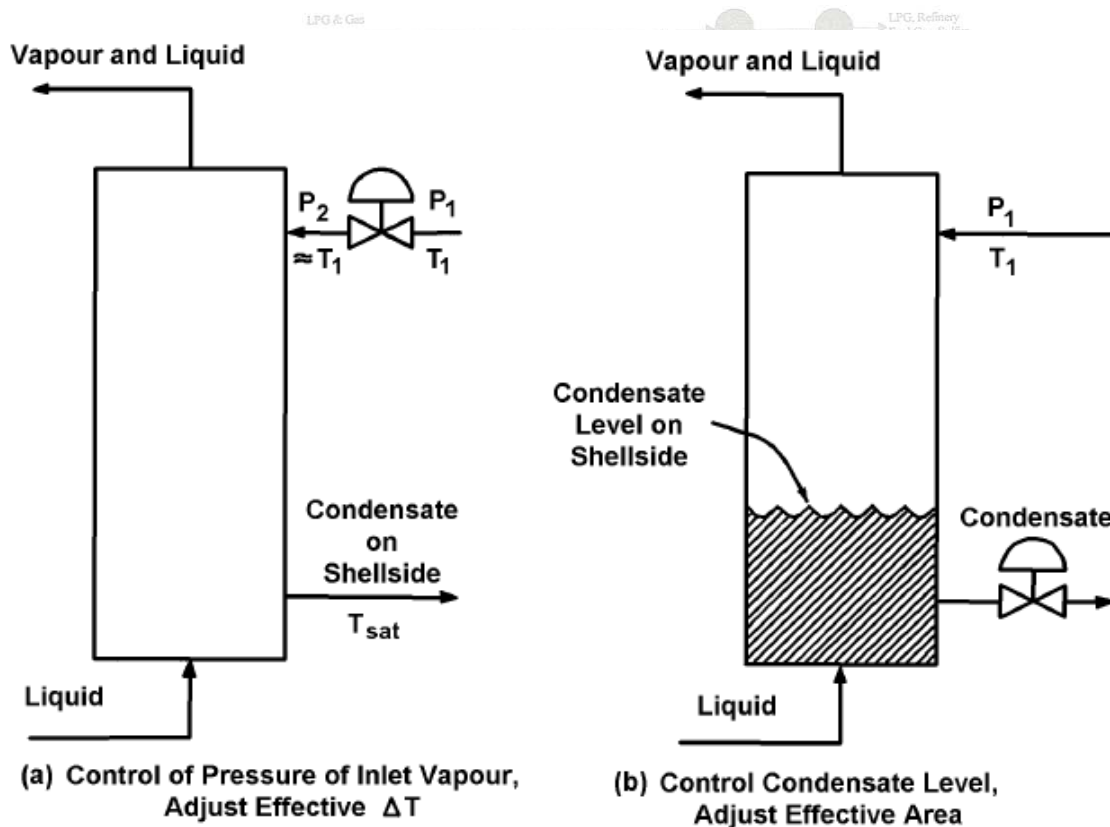 LPG & Gas
LPG, Refinery
Vapour and Liquid
P2
P1
≈T1
T1
Condensate
on
Shellside
Tsat
Liquid
(a) Control of Pressure of Inlet Vapour,
Adjust Effective ΔT
Vapour and Liquid
P1
T1
Condensate
Level on
Shellside
Condensate
Liquid
(b) Control Condensate Level,
Adjust Effective Area